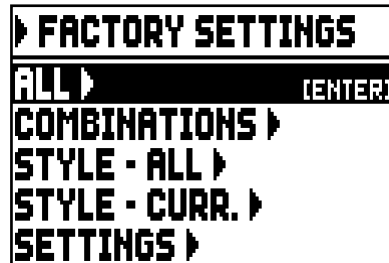 ▶ FACTORY SETTINGS
ALL ▶ [ENTER]
COMBINATIONS ▶
STYLE - ALL ▶
STYLE - CURR. ▶
SETTINGS ▶